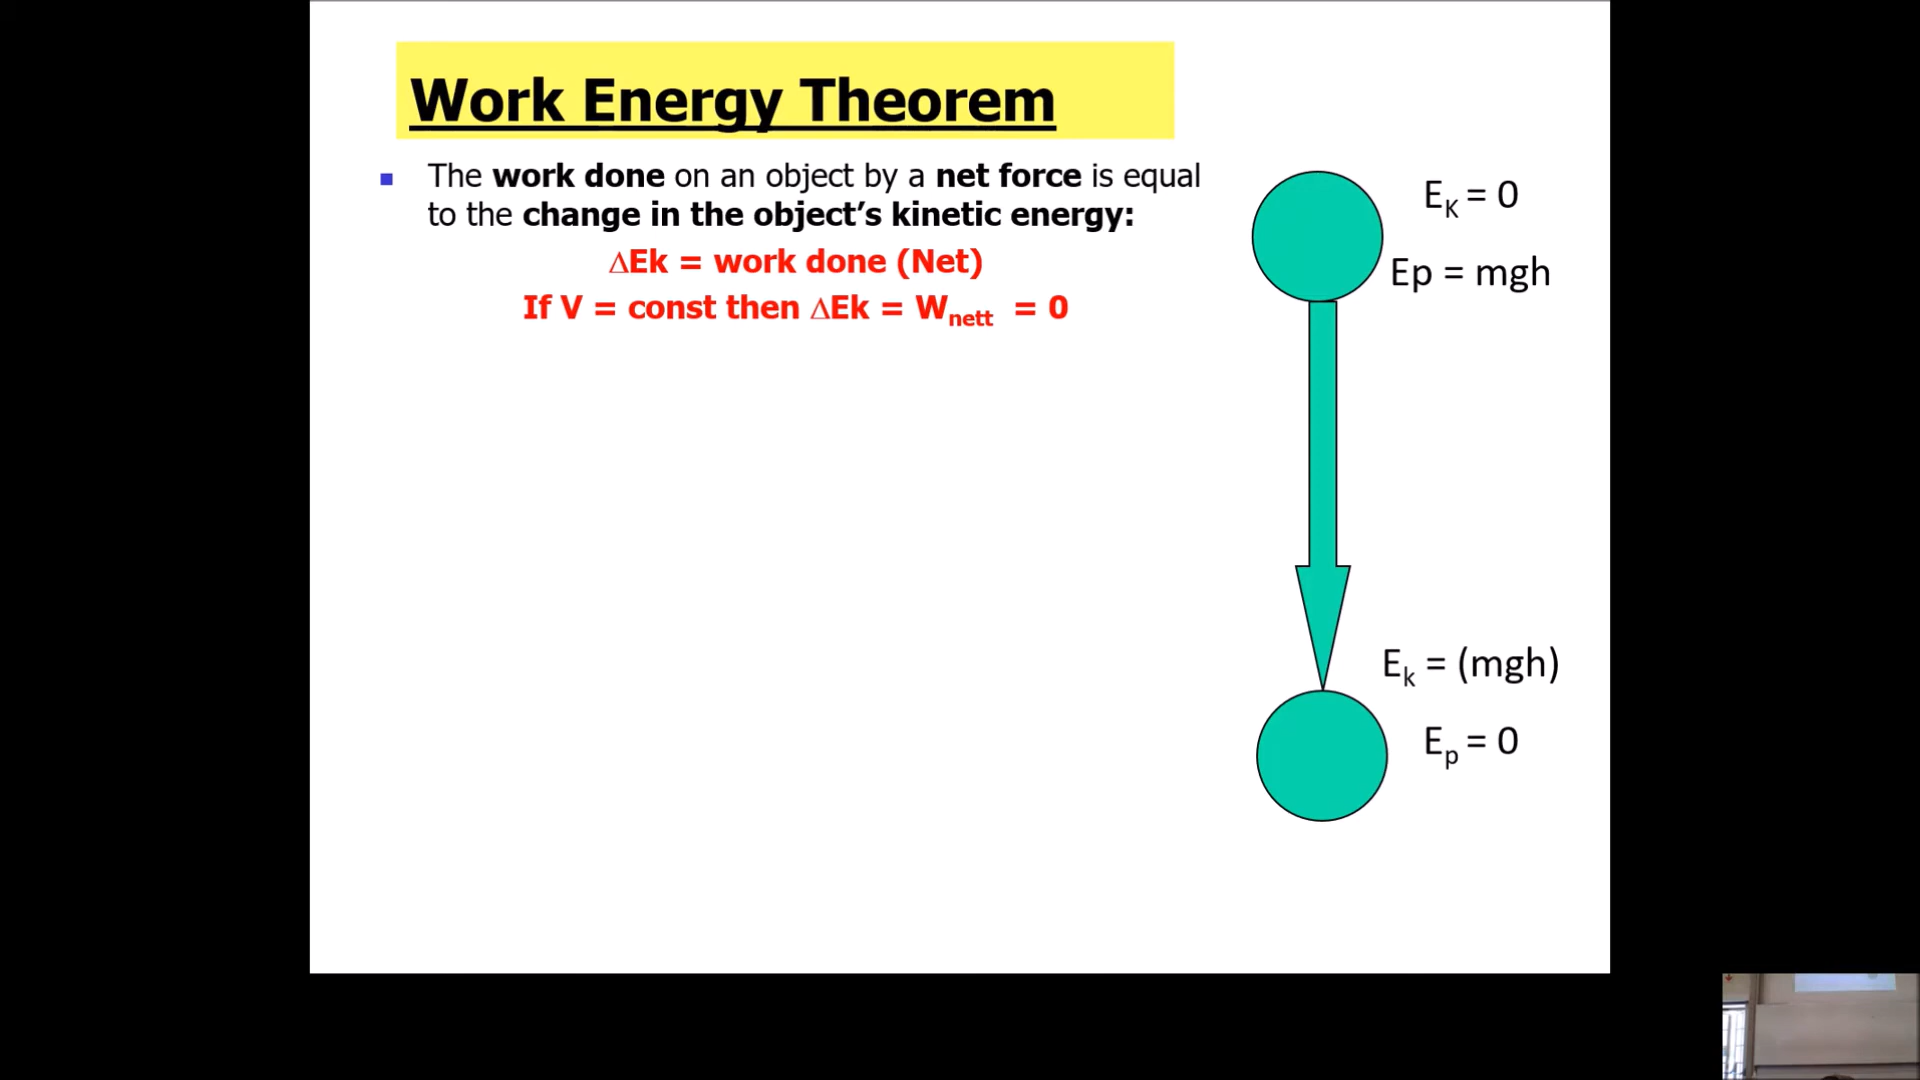 Work Energy Theorem
The work done on an object by a net force is equal
to the change in the object’s kinetic energy:
∆Ek = work done (Net)
If V = const then ∆Ek = Wnett = 0
EK = 0
Ep = mgh
Ek = (mgh)
Ep = 0